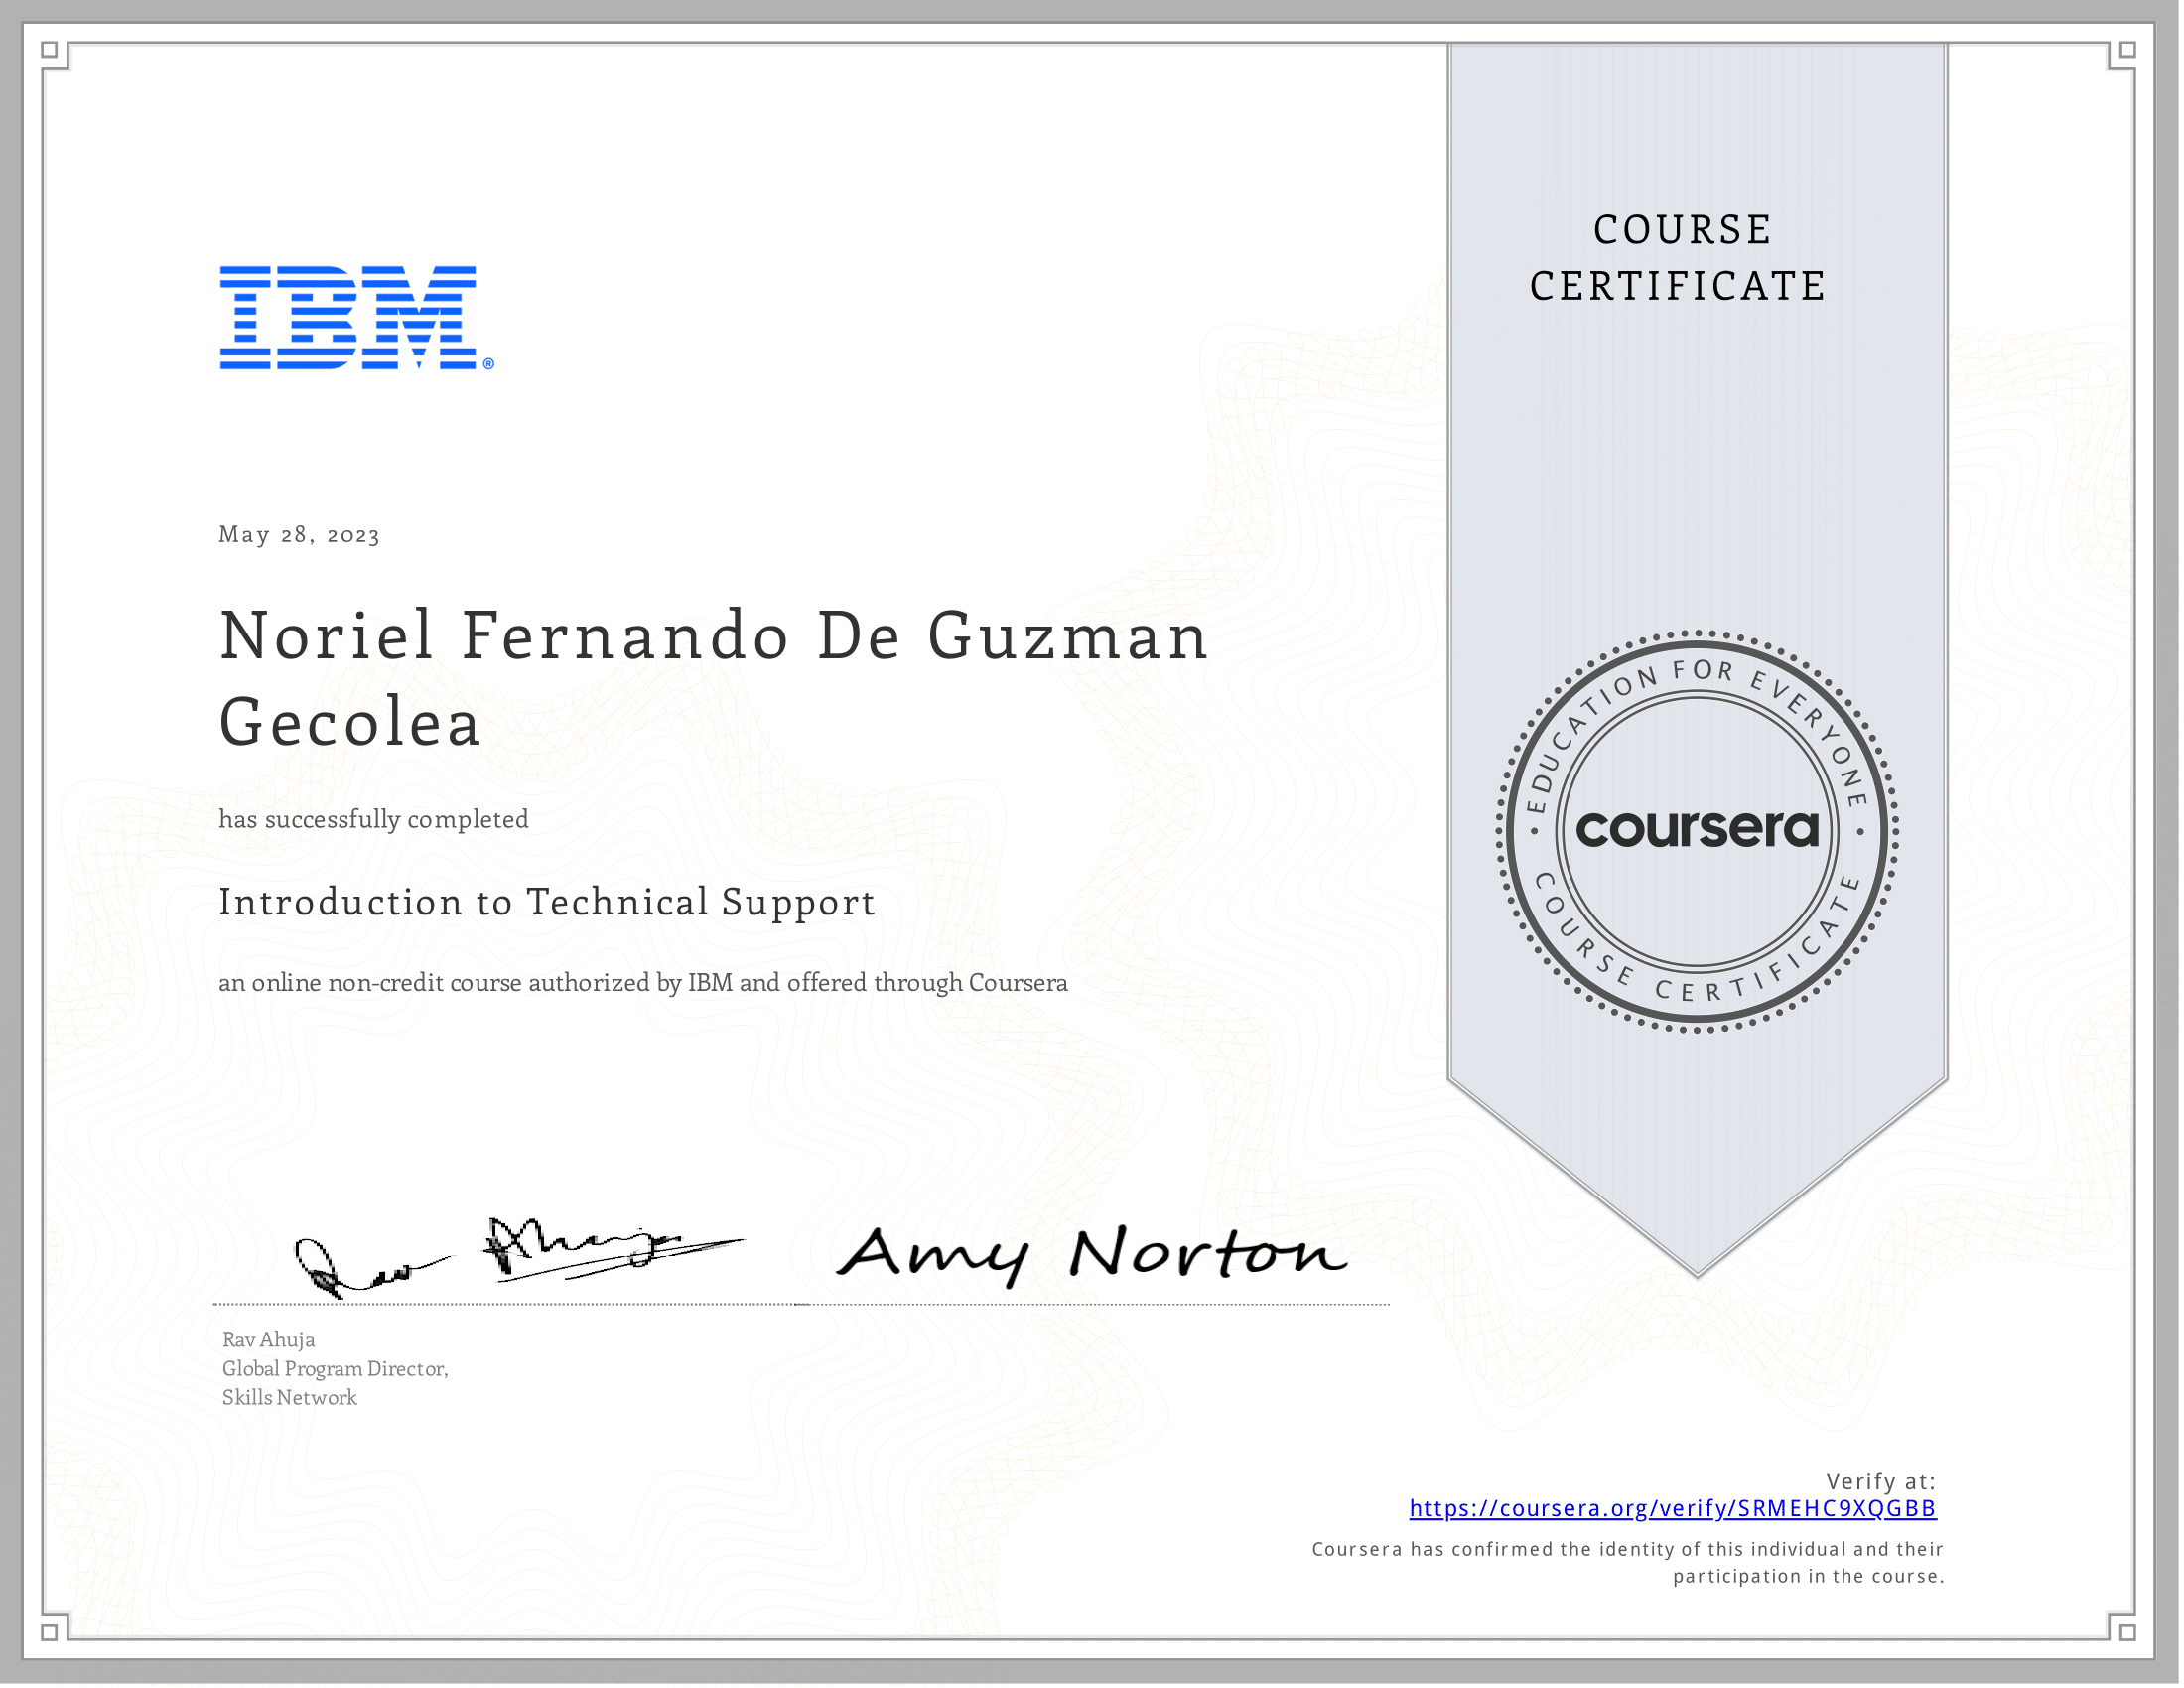 IBM®
COURSE
CERTIFICATE
May 28, 2023
Noriel Fernando De Guzman
Gecolea
has successfully completed
Introduction to Technical Support
an online non-credit course authorized by IBM and offered through Coursera
EDUCATION FOR EVERYONE
coursera
COURSE CERTIFICATE
Amy Norton
Rav Ahuja
Global Program Director,
Skills Network
Verify at:
https://coursera.org/verify/SRMEHC9XQGBB
Coursera has confirmed the identity of this individual and their
participation in the course.